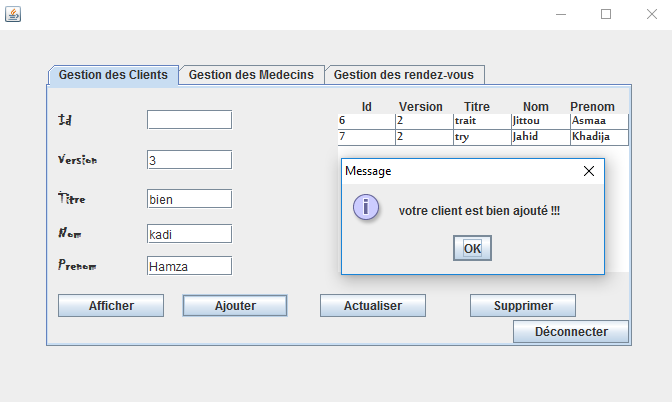 Gestion des Clients Gestion des Medecins Gestion des rendez-vous
Id Version Titre Nom Prenom
6 2 trait Jittou Asmaa
7 2 try Jahid Khadija
Id
Version 3
Titre bien
Nom kadi
Prenom Hamza
Message
votre client est bien ajouté !!!
OK
Afficher Ajouter Actualiser Supprimer
Déconnecter